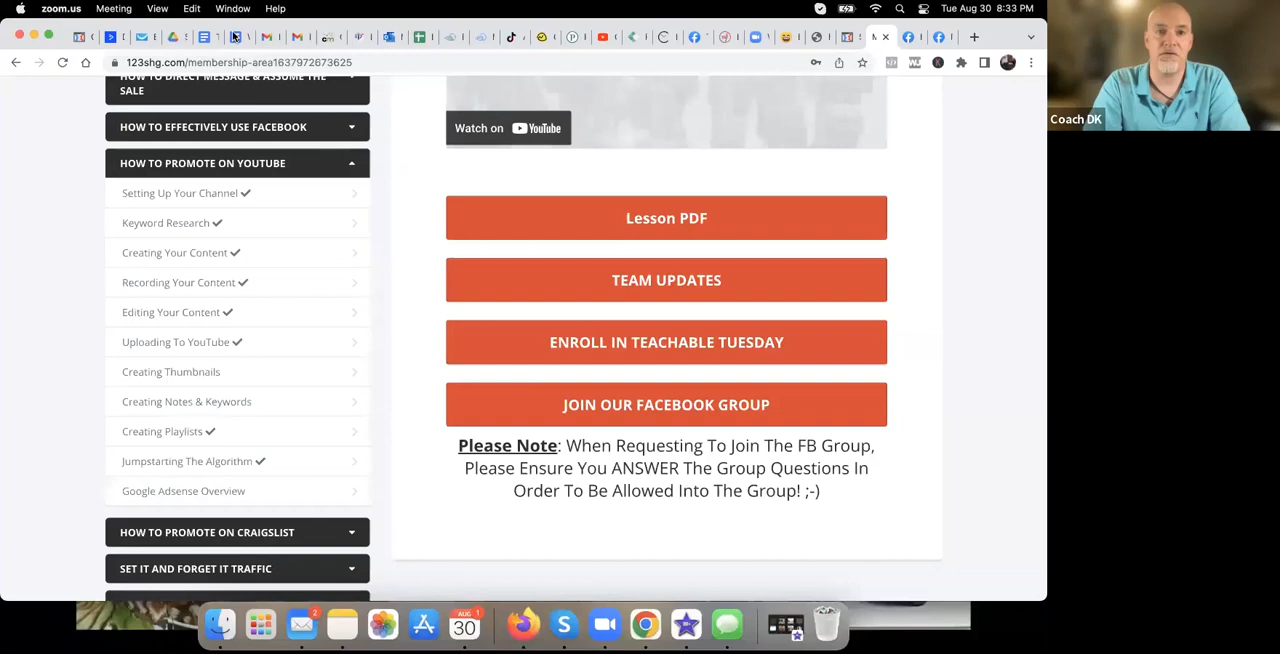 zoom.us Meeting View Edit Window Help
Tue Aug 30 8:33 PM
123shg.com/membership-area1637972673625
HOW TO DIRECT MESSAGE & ASSUME THE
SALE
HOW TO EFFECTIVELY USE FACEBOOK
HOW TO PROMOTE ON YOUTUBE
Setting Up Your Channel
Keyword Research
Creating Your Content
Recording Your Content
Editing Your Content
Uploading To YouTube
Creating Thumbnails
Creating Notes & Keywords
Creating Playlists
Jumpstarting The Algorithm
Google Adsense Overview
HOW TO PROMOTE ON CRAIGSLIST
SET IT AND FORGET IT TRAFFIC
Watch on YouTube
Lesson PDF
TEAM UPDATES
ENROLL IN TEACHABLE TUESDAY
JOIN OUR FACEBOOK GROUP
Please Note: When Requesting To Join The FB Group,
Please Ensure You ANSWER The Group Questions In
Order To Be Allowed Into The Group! ;-)
Coach DK
2
AUG
30
1